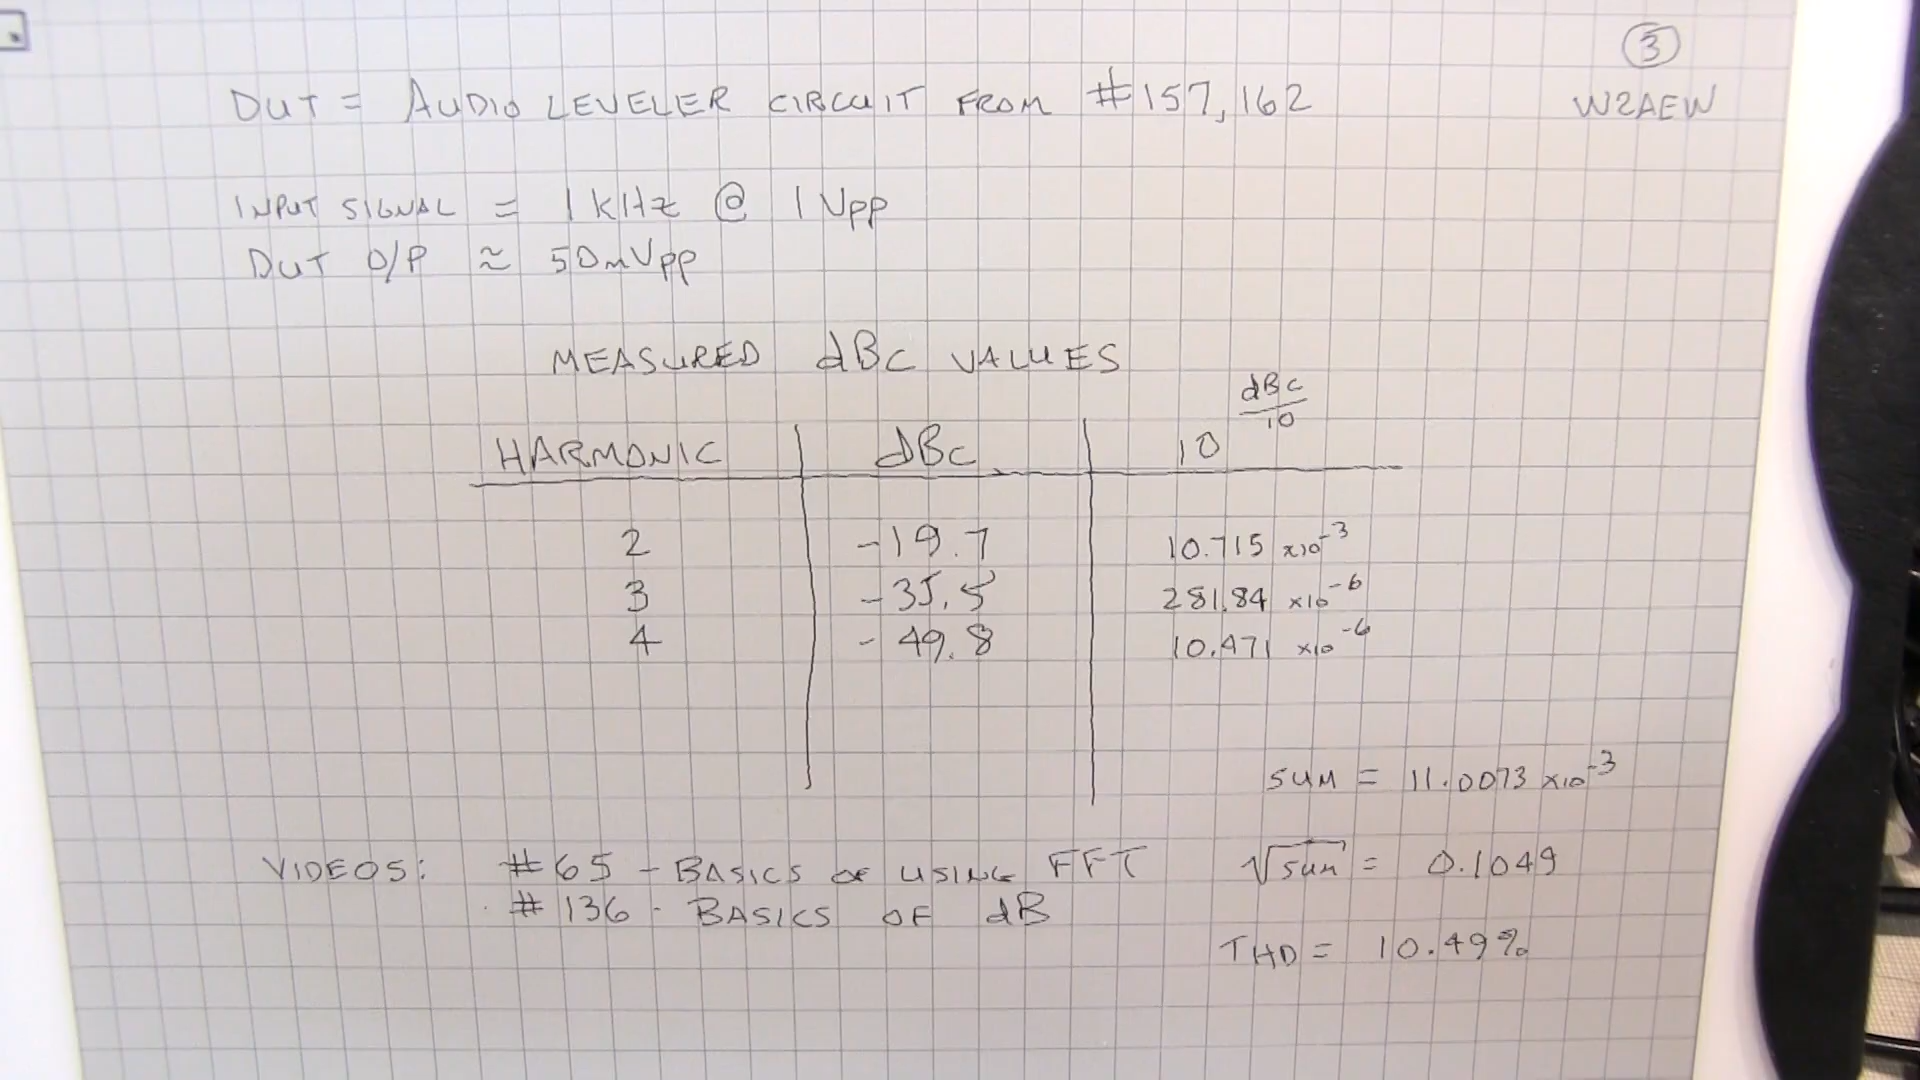 3
DUT = AUDIO LEVELER CIRCUIT FROM #157, 162
W2AEW
INPUT SIGNAL = 1 KHz @ 1 Vpp
DUT O/P ≈ 50mVpp
MEASURED dBc VALUES
HARMONIC dBc 10^(dBc/10)
2 -19.7 10.715 x10^-3
3 -35.5 281.84 x10^-6
4 -49.8 10.471 x10^-6
SUM = 11.0073 x10^-3
VIDEOS: #65 - BASICS OF USING FFT
#136 - BASICS OF dB
√SUM = 0.1049
THD = 10.49%